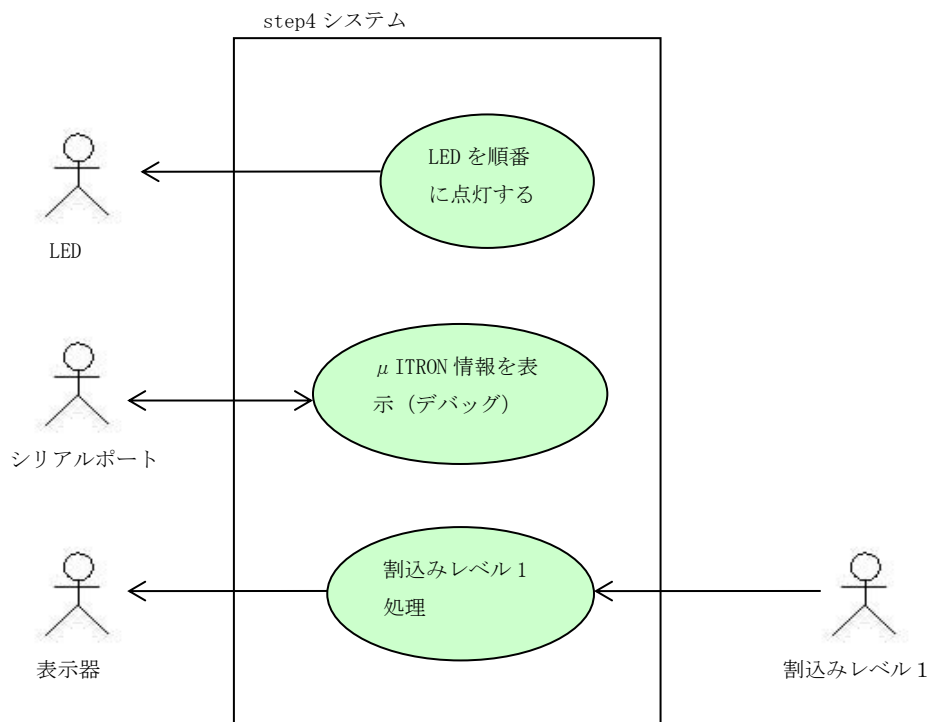 step4 システム
LED を順番
に点灯する
LED
μ ITRON 情報を表
示（デバッグ）
シリアルポート
割込みレベル１
処理
表示器
割込みレベル１